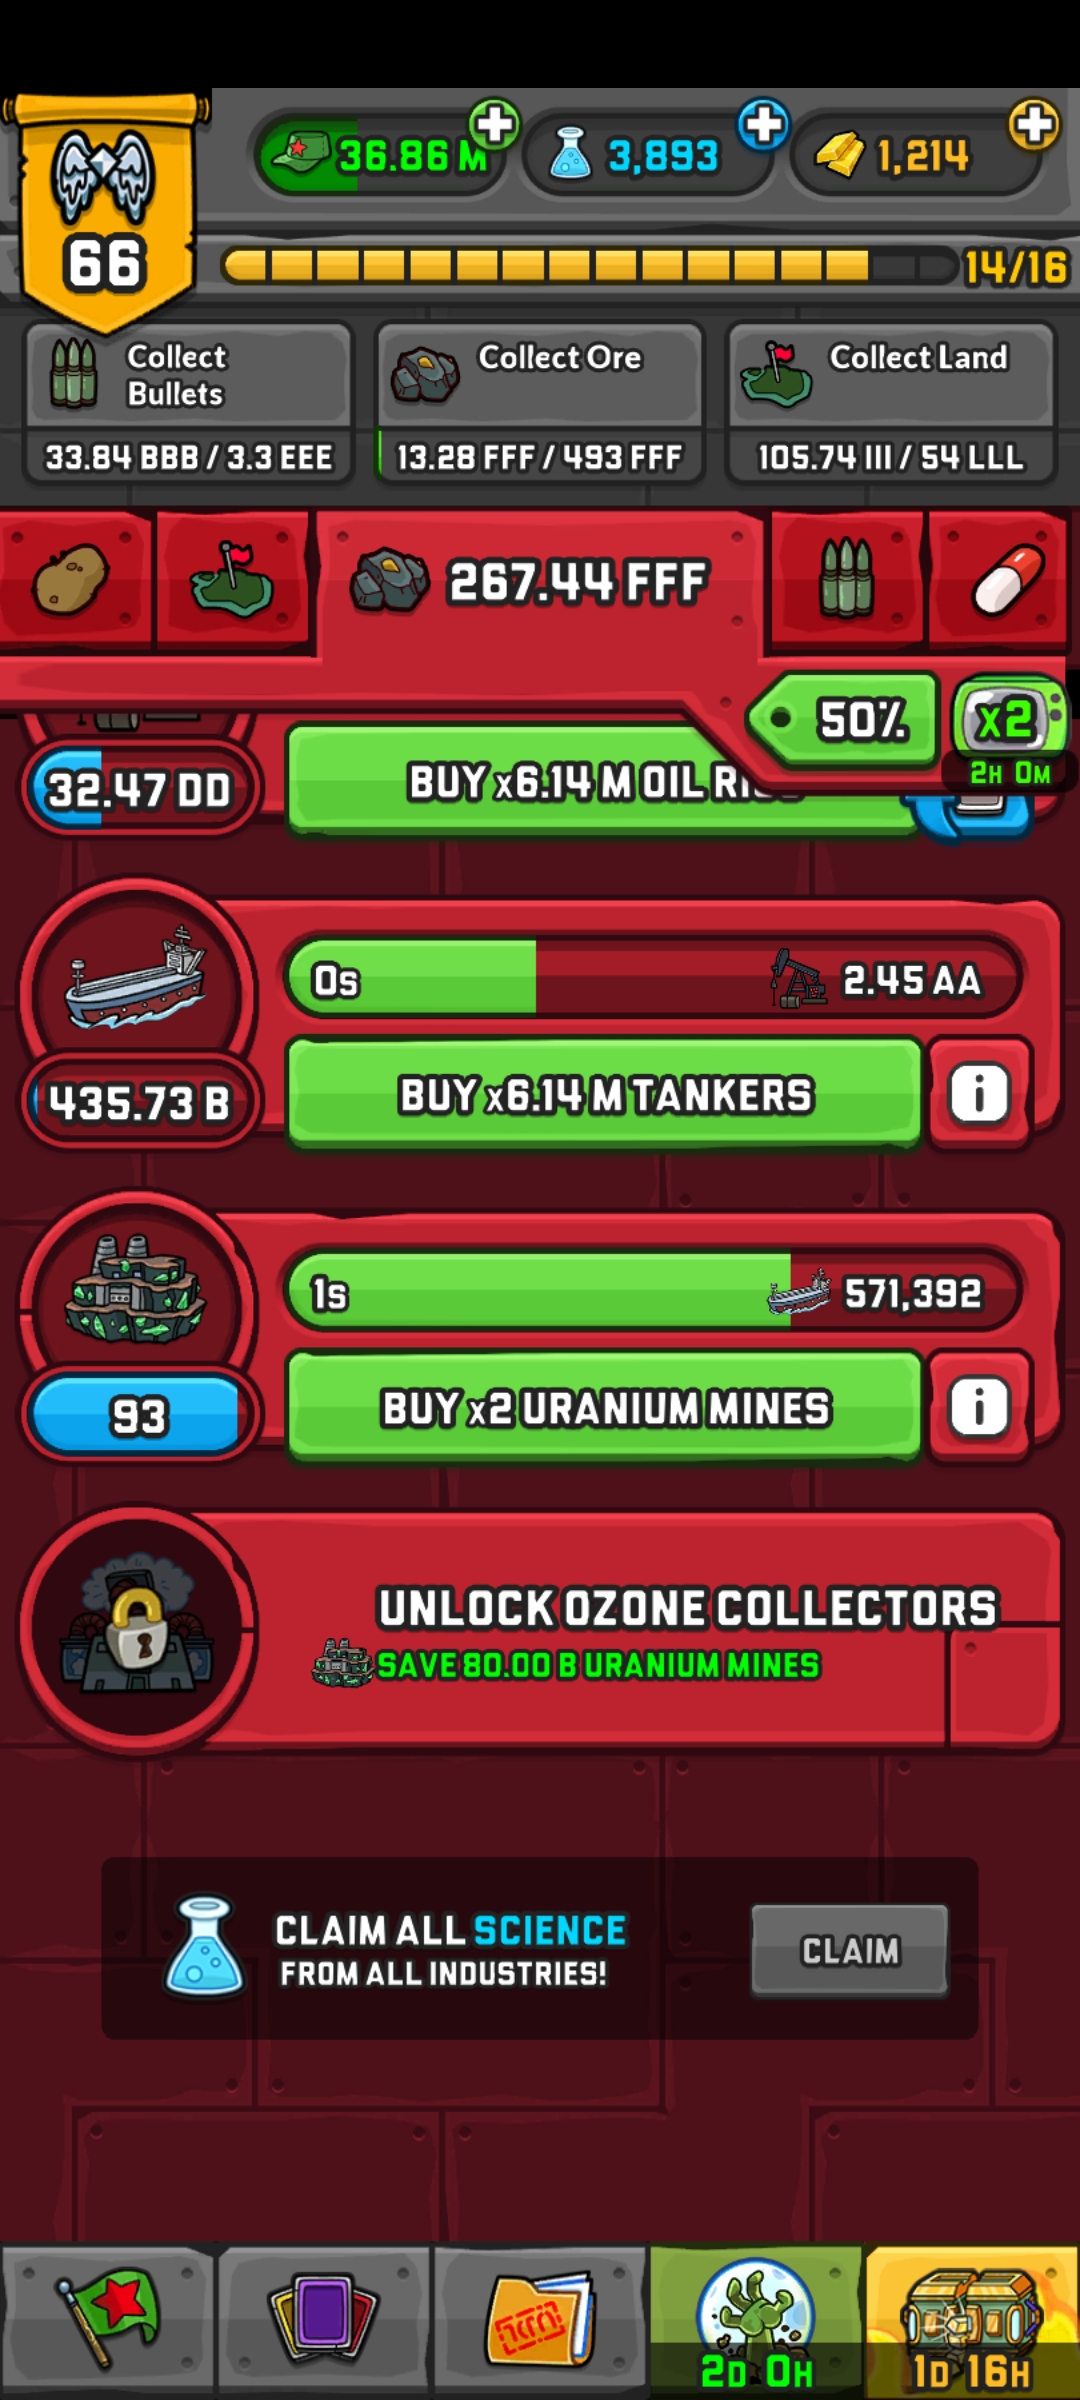 36.86 M
3,893
1,214
66
14/16
Collect
Bullets
Collect Ore
Collect Land
33.84 BBB / 3.3 EEE
13.28 FFF / 493 FFF
105.74 III / 54 LLL
267.44 FFF
50%
x2
2H 0M
32.47 DD
BUY x6.14 M OIL
0s
2.45 AA
435.73 B
BUY x6.14 M TANKERS
i
1s
571,392
93
BUY x2 URANIUM MINES
i
UNLOCK OZONE COLLECTORS
SAVE 80.00 B URANIUM MINES
CLAIM ALL SCIENCE
FROM ALL INDUSTRIES!
CLAIM
2D 0H
1D 16H